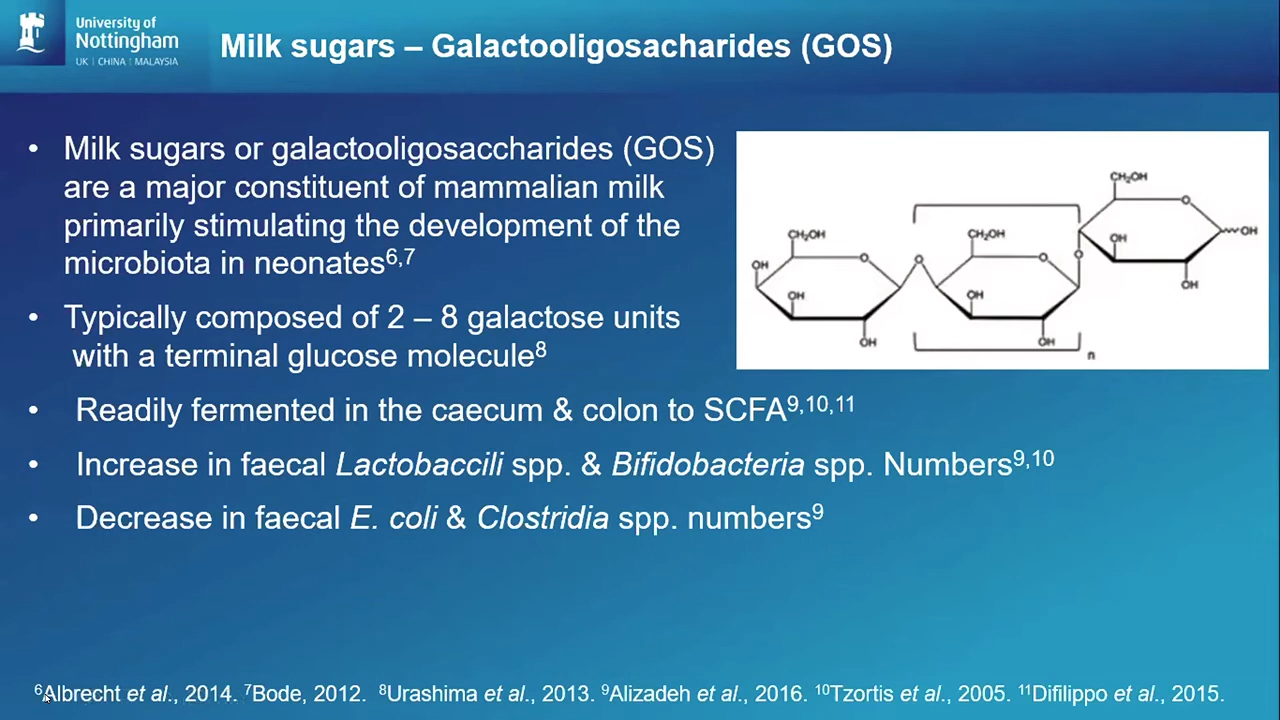 University of
Nottingham
UK | CHINA | MALAYSIA
Milk sugars – Galactooligosacharides (GOS)
• Milk sugars or galactooligosaccharides (GOS)
are a major constituent of mammalian milk
primarily stimulating the development of the
microbiota in neonates6,7
• Typically composed of 2 – 8 galactose units
with a terminal glucose molecule8
• Readily fermented in the caecum & colon to SCFA9,10,11
• Increase in faecal Lactobaccili spp. & Bifidobacteria spp. Numbers9,10
• Decrease in faecal E. coli & Clostridia spp. numbers9
CH₂OH
O
OH
OH
OH
O
CH₂OH
O
OH
OH
n
O
CH₂OH
O
OH
OH
OH
6Albrecht et al., 2014. 7Bode, 2012. 8Urashima et al., 2013. 9Alizadeh et al., 2016. 10Tzortis et al., 2005. 11Difilippo et al., 2015.